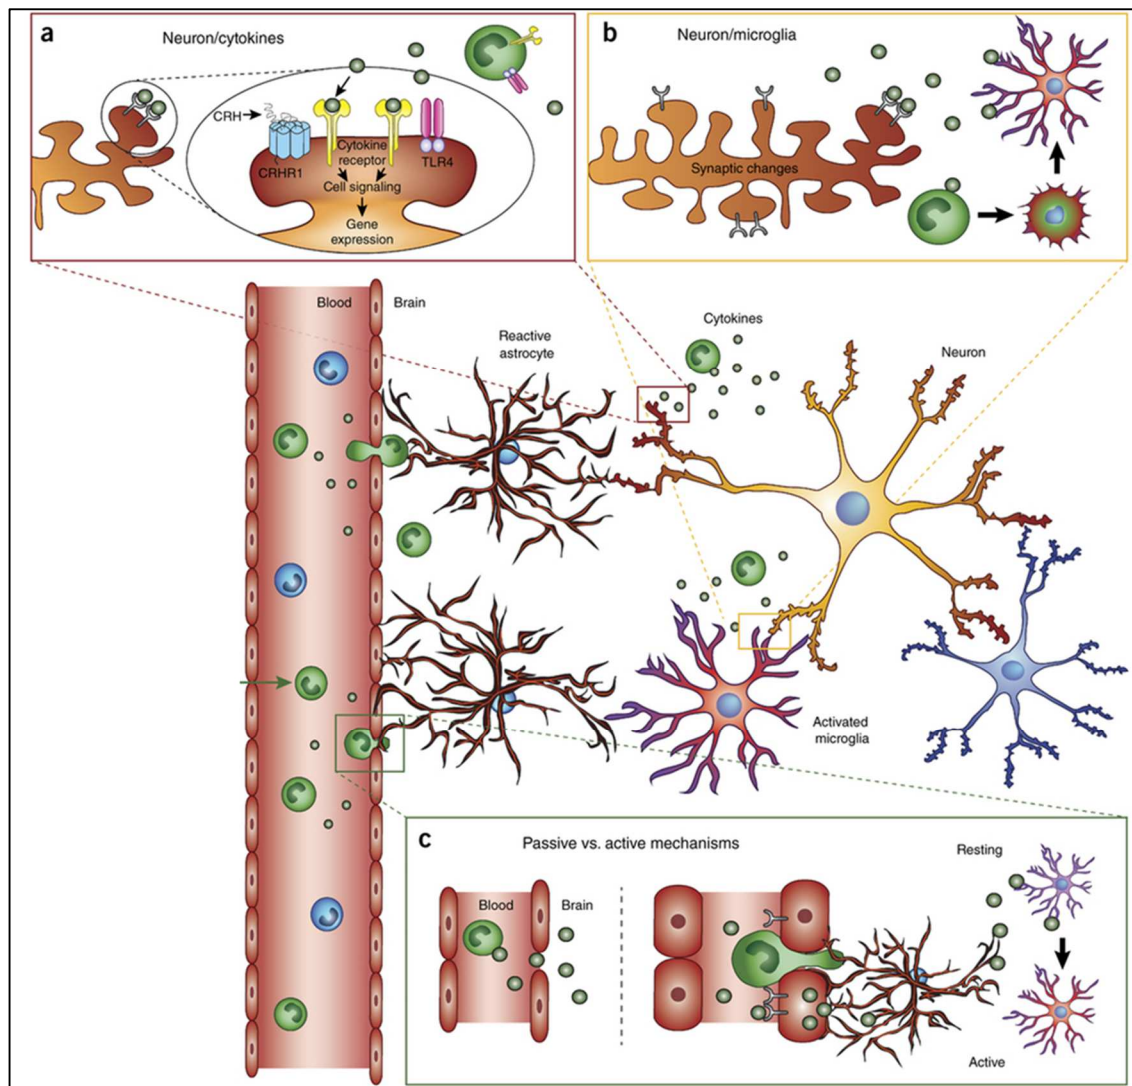 a
Neuron/cytokines
CRH
CRHR1
Cytokine
receptor
TLR4
Cell signaling
Gene
expression
b
Neuron/microglia
Synaptic changes
Blood
Brain
Reactive
astrocyte
Cytokines
Neuron
Activated
microglia
c
Passive vs. active mechanisms
Blood
Brain
Resting
Active